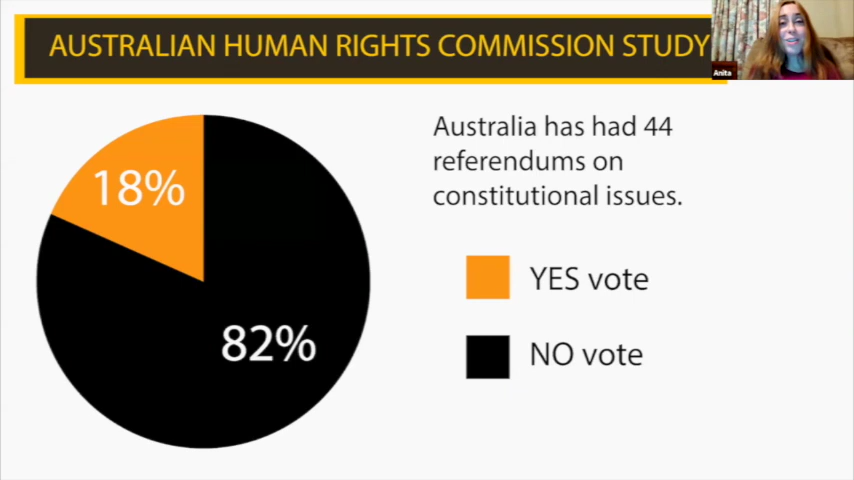 AUSTRALIAN HUMAN RIGHTS COMMISSION STUDY
Anita
Australia has had 44
referendums on
constitutional issues.
18%
YES vote
82%
NO vote